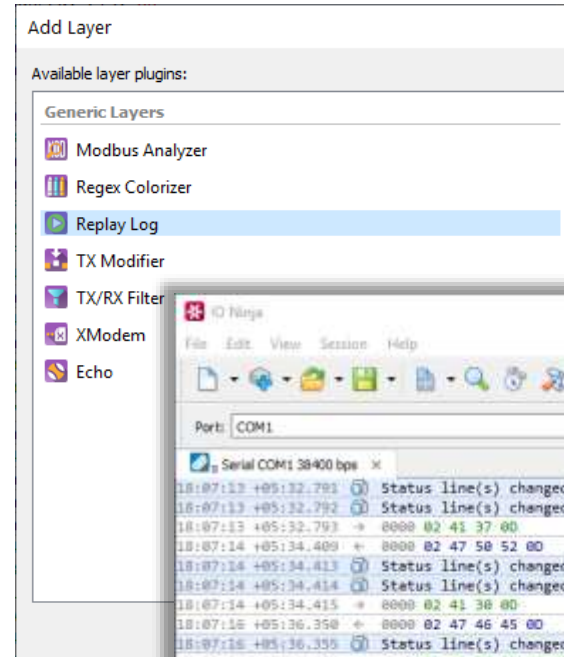 Add Layer
Available layer plugins:
Generic Layers
Modbus Analyzer
Regex Colorizer
Replay Log
TX Modifier
TX/RX Filter
XModem
Echo
IO Ninja
File Edit View Session Help
Port: COM1
Serial COM1 38400 bps
18:07:13 +05:32.791 Status line(s) changed
18:07:13 +05:32.792 Status line(s) changed
18:07:13 +05:32.793 → 0000 02 41 37 0D
18:07:14 +05:34.409 ← 0000 02 47 50 52 0D
18:07:14 +05:34.413 Status line(s) changed
18:07:14 +05:34.414 Status line(s) changed
18:07:14 +05:34.415 → 0000 02 41 30 0D
18:07:16 +05:36.350 ← 0000 02 47 46 45 0D
18:07:16 +05:36.355 Status line(s) changed